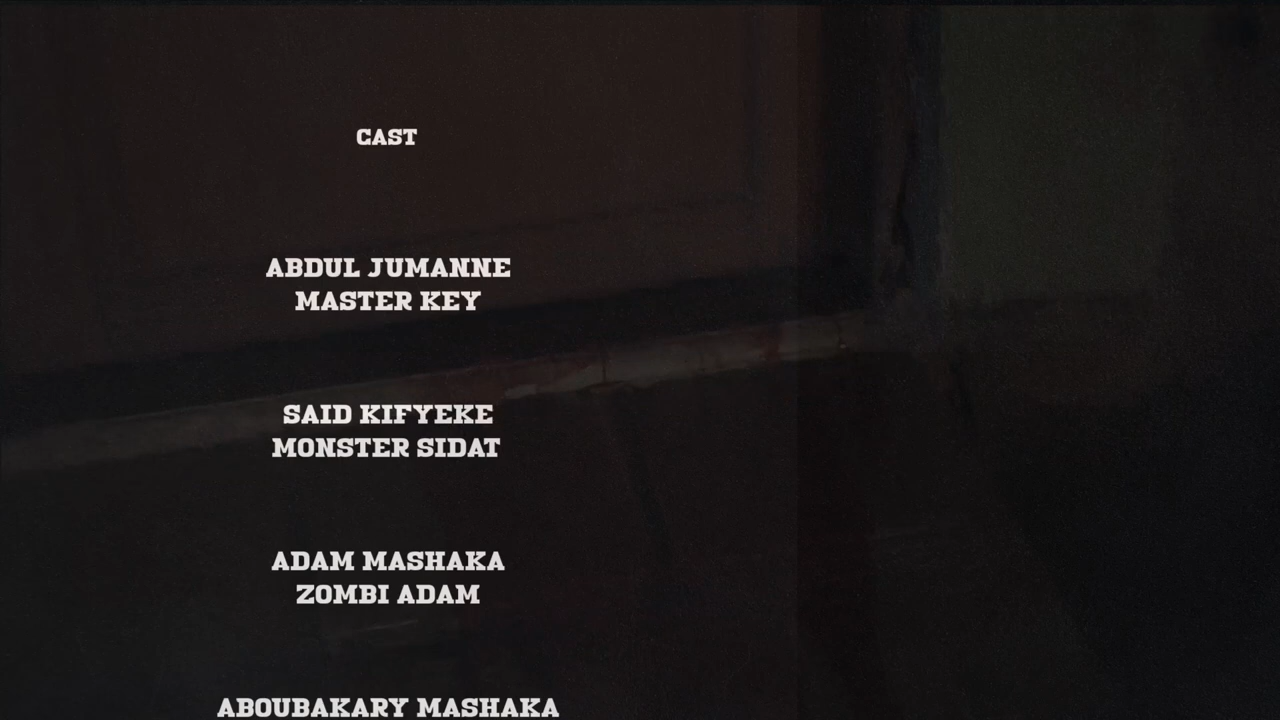 CAST
ABDUL JUMANNE
MASTER KEY
SAID KIFYEKE
MONSTER SIDAT
ADAM MASHAKA
ZOMBI ADAM
ABOUBAKARY MASHAKA